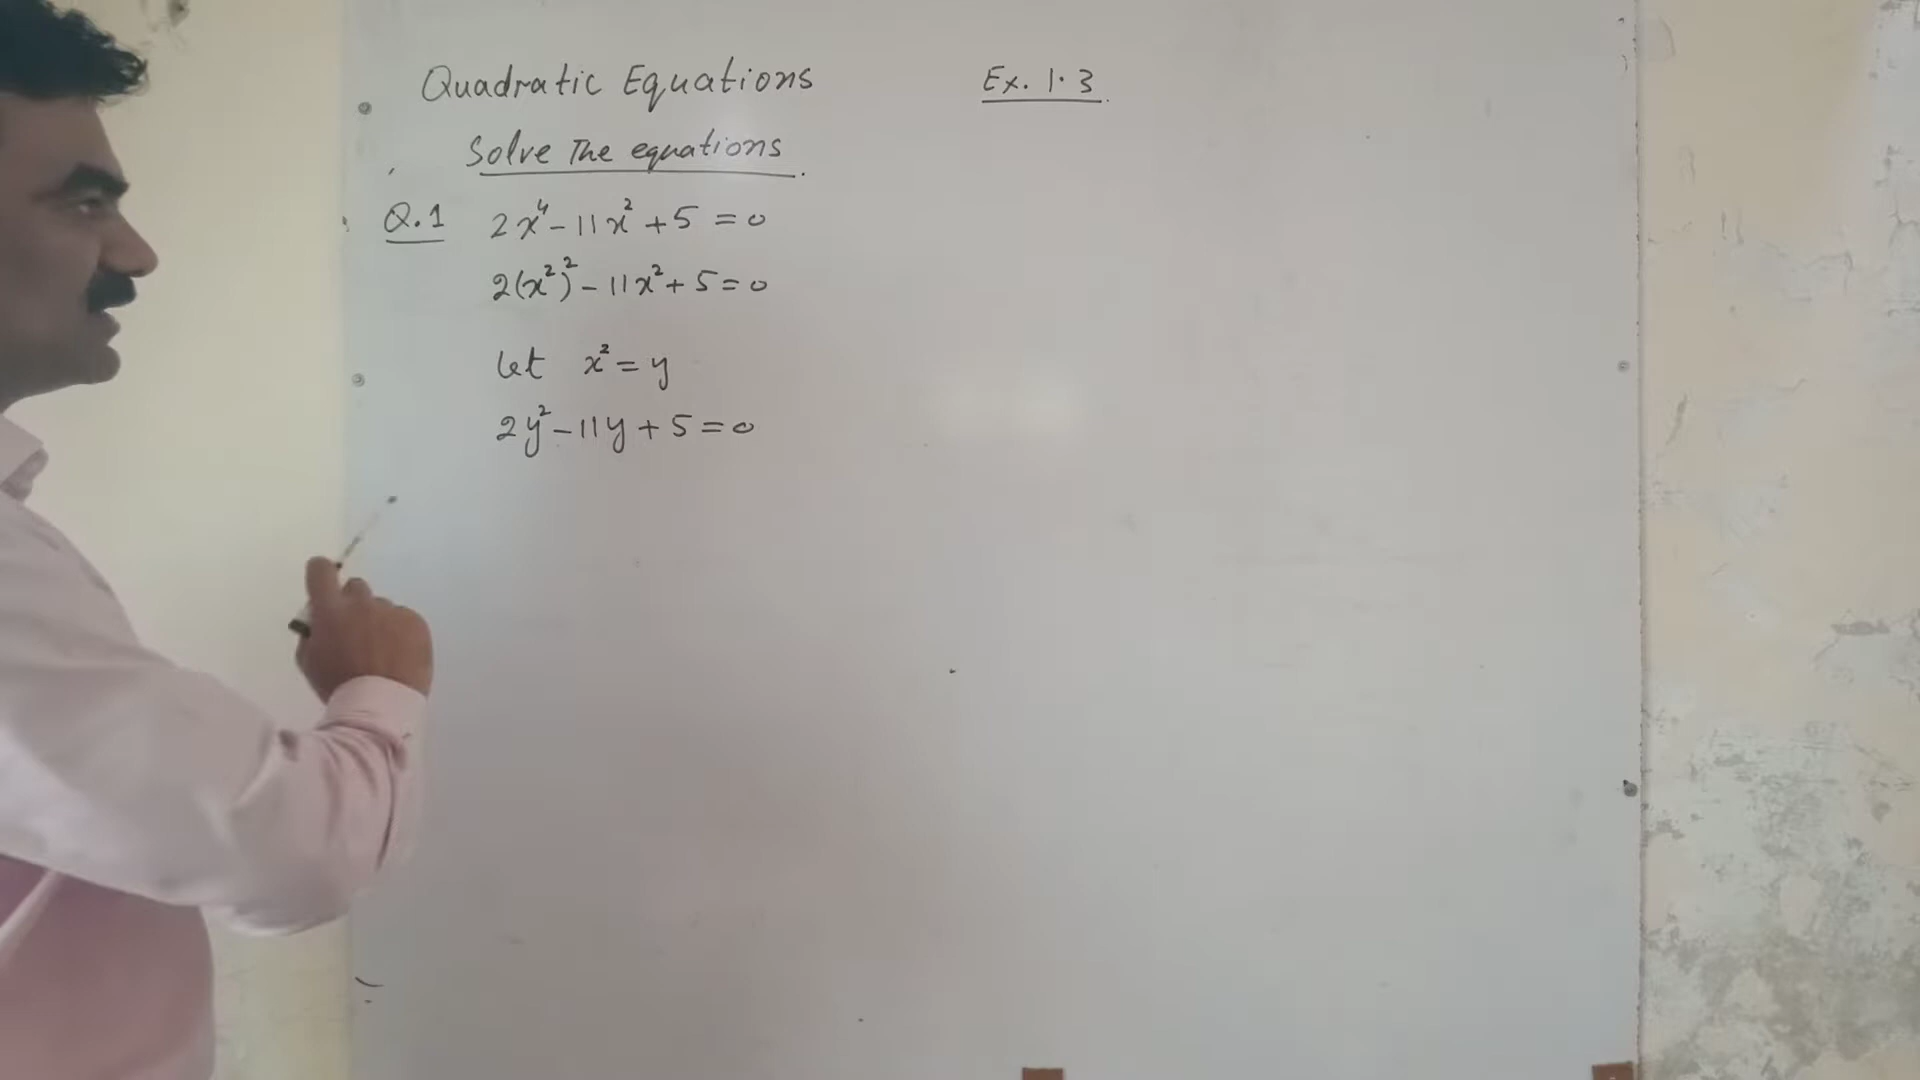 Quadratic Equations Ex. 1.3
Solve The equations.
Q.1 2x⁴ - 11x² + 5 = 0
2(x²)² - 11x² + 5 = 0
Let x² = y
2y² - 11y + 5 = 0